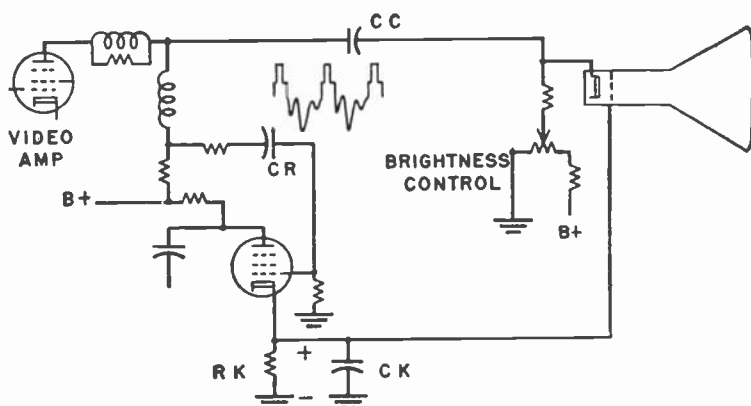 CC
VIDEO
AMP
CR
BRIGHTNESS
CONTROL
B+
B+
+
RK
CK
-